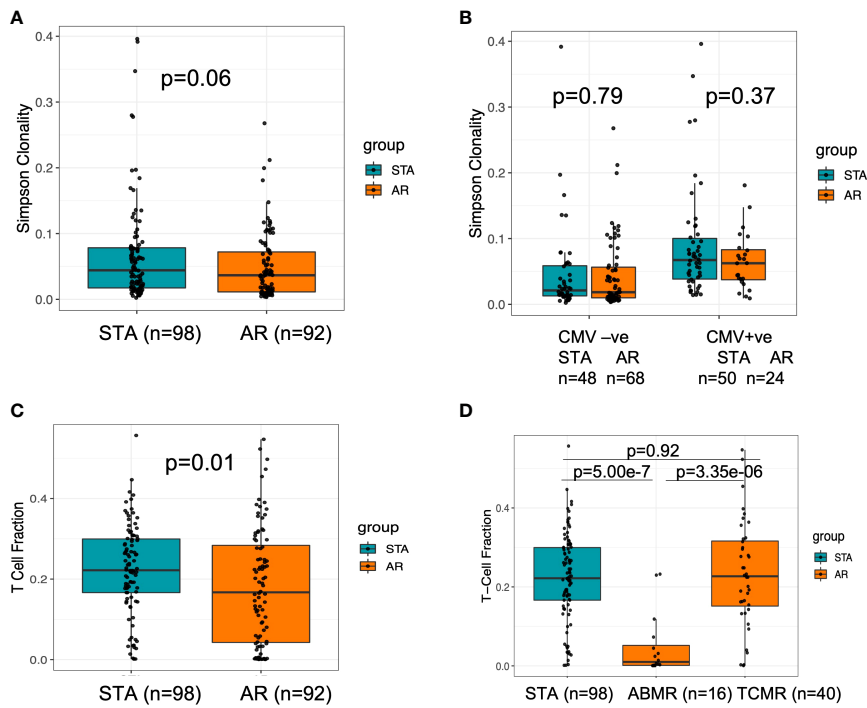 A
0.4
0.3
0.2
0.1
0.0
Simpson Clonality
p=0.06
STA (n=98) AR (n=92)
group
STA
AR
B
0.4
0.3
0.2
0.1
0.0
Simpson Clonality
p=0.79 p=0.37
CMV –ve CMV+ve
STA AR STA AR
n=48 n=68 n=50 n=24
group
STA
AR
C
0.4
0.2
0.0
T Cell Fraction
p=0.01
STA (n=98) AR (n=92)
group
STA
AR
D
0.4
0.2
0.0
T−Cell Fraction
p=0.92
p=5.00e-7 p=3.35e-06
STA (n=98) ABMR (n=16) TCMR (n=40)
group
STA
AR